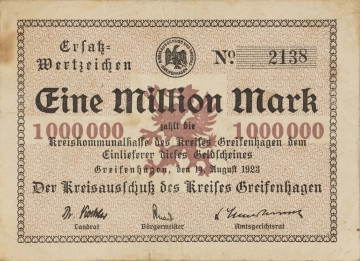 Ersatz-
Wertzeichen
No. 2138
Eine Million Mark
1000000 zahlt die 1000000
Kreiskommunalkasse des Kreises Greifenhagen dem
Einlieferer dieses Geldscheines
Greifenhagen, den 14. August 1923
Der Kreisausschuß des Kreises Greifenhagen
Landrat Bürgermeister Amtsgerichtsrat